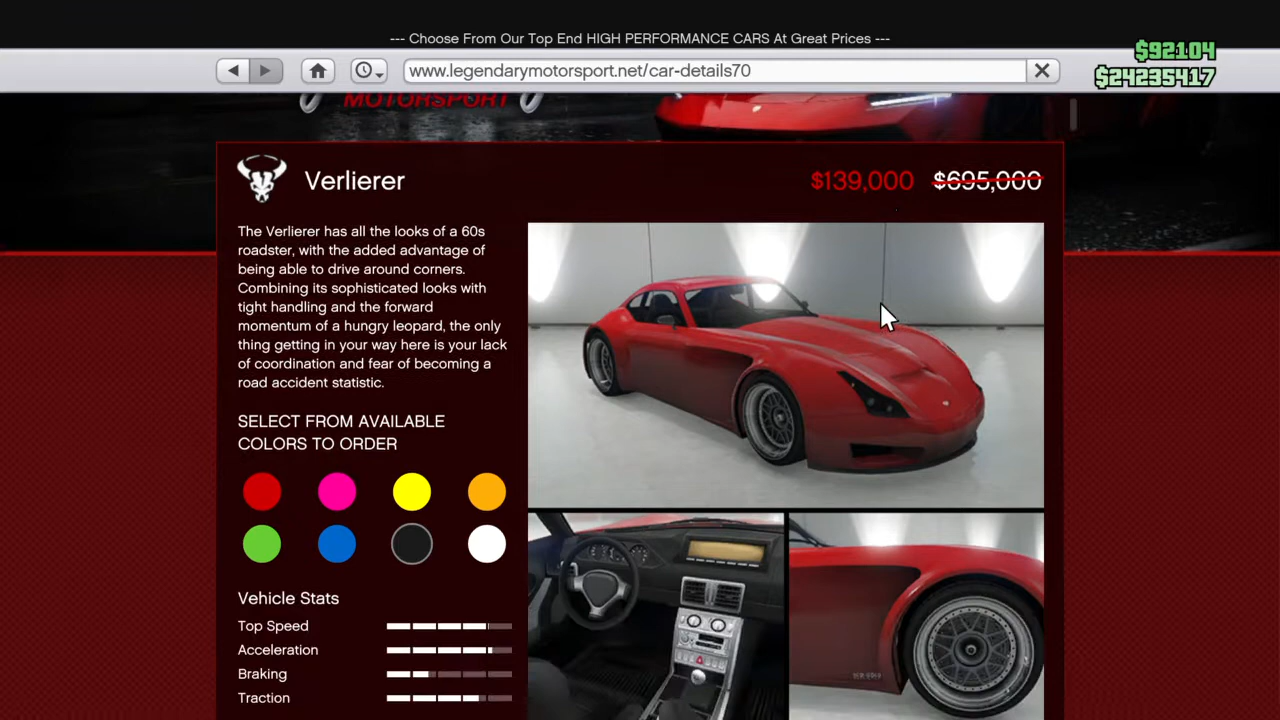 --- Choose From Our Top End HIGH PERFORMANCE CARS At Great Prices ---
$92104
www.legendarymotorsport.net/car-details70
$24235417
MOTORSPORT
Verlierer
$139,000 $695,000
The Verlierer has all the looks of a 60s
roadster, with the added advantage of
being able to drive around corners.
Combining its sophisticated looks with
tight handling and the forward
momentum of a hungry leopard, the only
thing getting in your way here is your lack
of coordination and fear of becoming a
road accident statistic.
SELECT FROM AVAILABLE
COLORS TO ORDER
Vehicle Stats
Top Speed
Acceleration
Braking
Traction